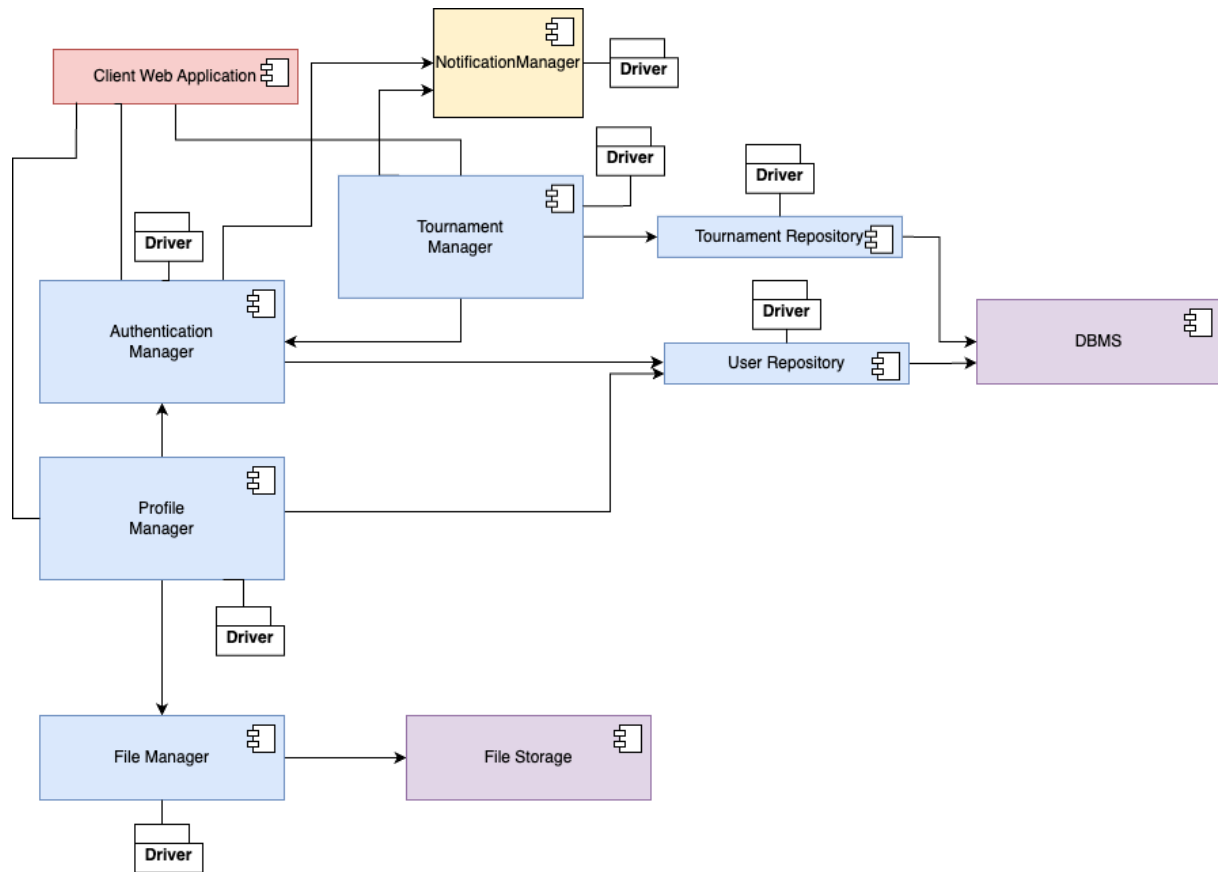 NotificationManager
Driver
Client Web Application
Driver
Driver
Tournament
Manager
Tournament Repository
Driver
Driver
Authentication
Manager
User Repository
DBMS
Profile
Manager
Driver
File Manager
File Storage
Driver